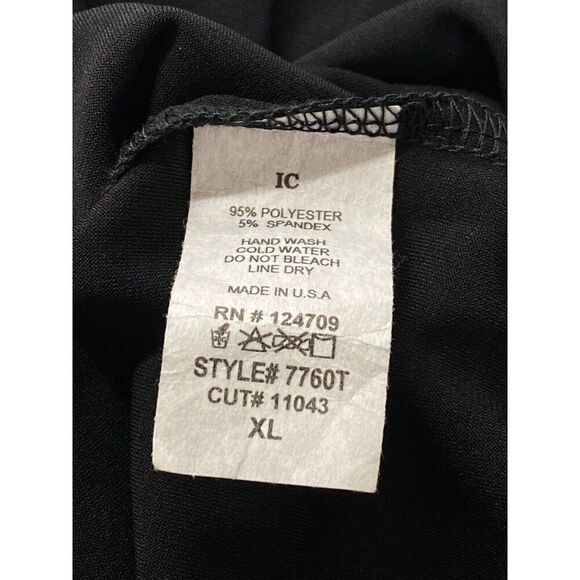 IC
95% POLYESTER
5% SPANDEX
HAND WASH
COLD WATER
DO NOT BLEACH
LINE DRY
MADE IN U.S.A
RN # 124709
STYLE# 7760T
CUT# 11043
XL